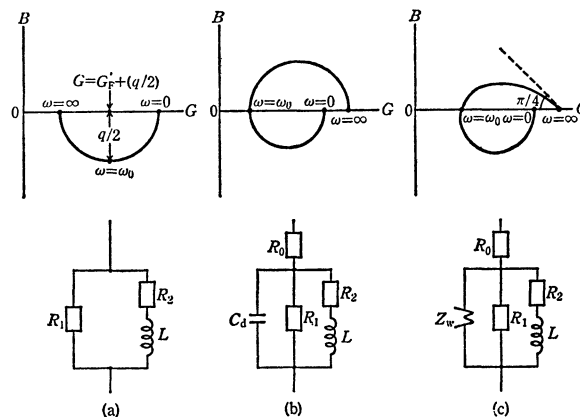 B
G=G'F+(q/2)
ω=∞
ω=0
G
0
q/2
ω=ω0
B
ω=ω0
ω=0
G
0
ω=∞
B
π/4
G
0
ω=ω0 ω=0
ω=∞
R1
R2
L
R0
Cd
R1
R2
L
R0
Zw
R1
R2
L
(a)
(b)
(c)